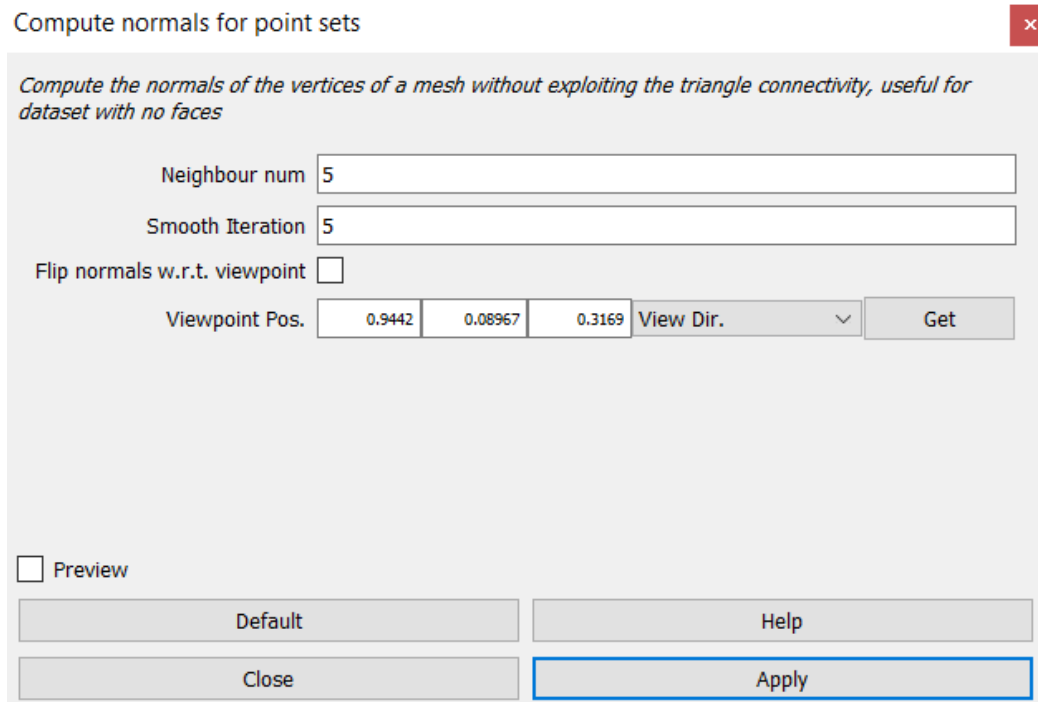 Compute normals for point sets
Compute the normals of the vertices of a mesh without exploiting the triangle connectivity, useful for
dataset with no faces
Neighbour num 5
Smooth Iteration 5
Flip normals w.r.t. viewpoint
Viewpoint Pos. 0.9442 0.08967 0.3169 View Dir. Get
Preview
Default Help
Close Apply